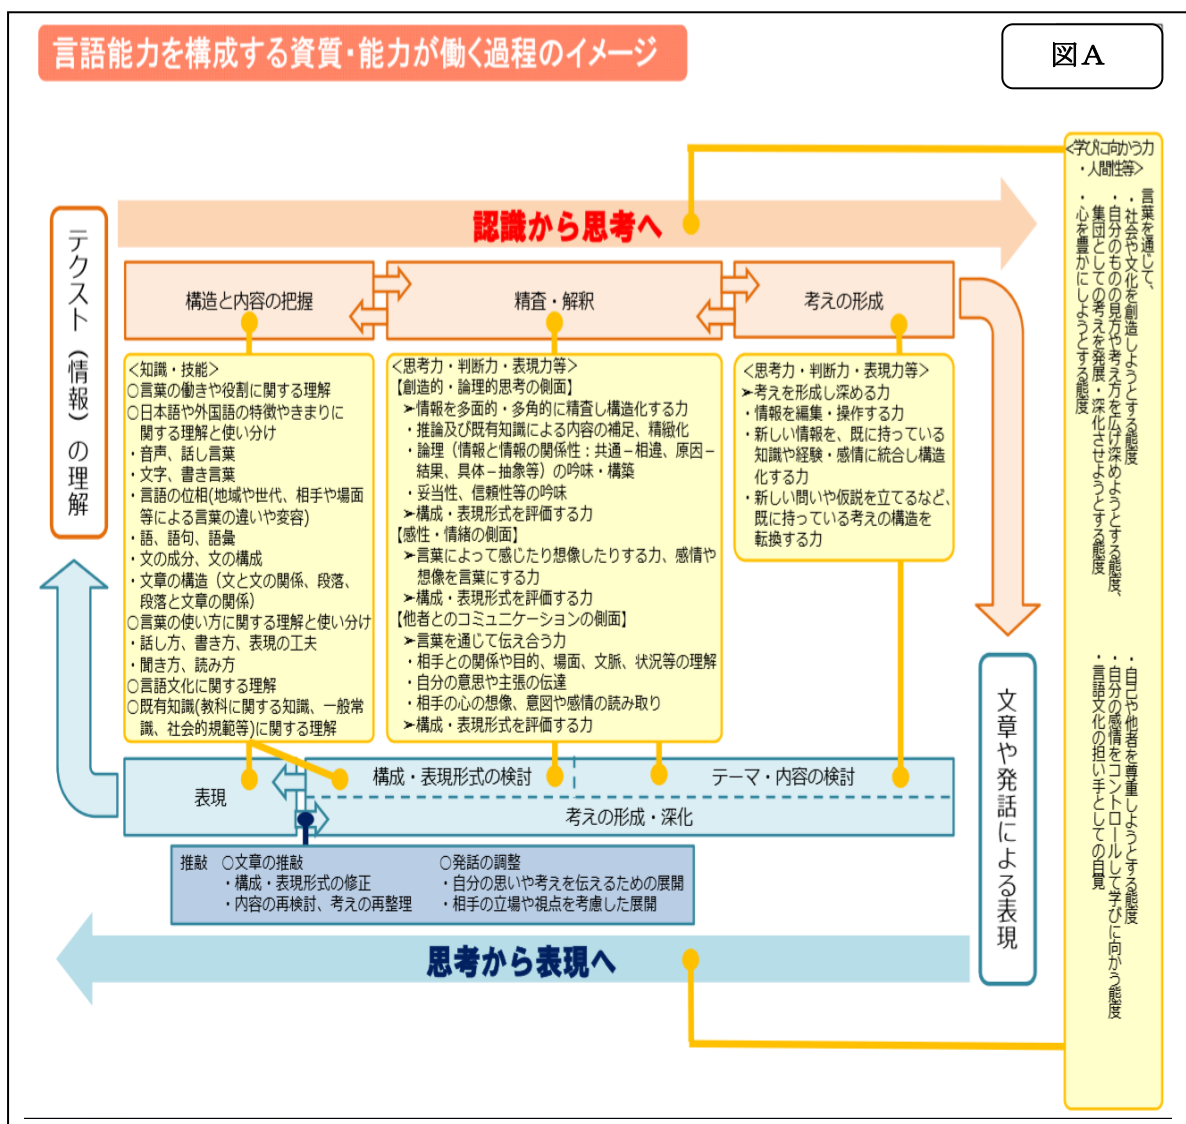 言語能力を構成する資質・能力が働く過程のイメージ
図A
テクスト(情報)の理解
認識から思考へ
構造と内容の把握
精査・解釈
考えの形成
<知識・技能>
○言葉の働きや役割に関する理解
○日本語や外国語の特徴やきまりに
関する理解と使い分け
・音声、話し言葉
・文字、書き言葉
・言語の位相(地域や世代、相手や場面
等による言葉の違いや変容)
・語、語句、語彙
・文の成分、文の構成
・文章の構造(文と文の関係、段落、
段落と文章の関係)
○言葉の使い方に関する理解と使い分け
・話し方、書き方、表現の工夫
・聞き方、読み方
○言語文化に関する理解
○既有知識(教科に関する知識、一般常
識、社会的規範等)に関する理解
<思考力・判断力・表現力等>
【創造的・論理的思考の側面】
➢情報を多面的・多角的に精査し構造化する力
・推論及び既有知識による内容の補足、精緻化
・論理(情報と情報の関係性:共通−相違、原因−
結果、具体−抽象等)の吟味・構築
・妥当性、信頼性等の吟味
➢構成・表現形式を評価する力
【感性・情緒の側面】
➢言葉によって感じたり想像したりする力、感情や
想像を言葉にする力
➢構成・表現形式を評価する力
【他者とのコミュニケーションの側面】
➢言葉を通じて伝え合う力
・相手との関係や目的、場面、文脈、状況等の理解
・自分の意思や主張の伝達
・相手の心の想像、意図や感情の読み取り
➢構成・表現形式を評価する力
<思考力・判断力・表現力等>
➢考えを形成し深める力
・情報を編集・操作する力
・新しい情報を、既に持っている
知識や経験・感情に統合し構造
化する力
・新しい問いや仮説を立てるなど、
既に持っている考えの構造を
転換する力
<学びに向かう力
・人間性等>
言葉を通じて、
・社会や文化を創造しようとする態度
・自分のものの見方や考え方を広げ深めようとする態度、
集団としての考えを発展・深化させようとする態度
・心を豊かにしようとする態度
・自己や他者を尊重しようとする態度
・自分の感情をコントロールして学びに向かう態度
・言語文化の担い手としての自覚
文章や発話による表現
表現
構成・表現形式の検討
テーマ・内容の検討
考えの形成・深化
推敲 ○文章の推敲
・構成・表現形式の修正
・内容の再検討、考えの再整理
○発話の調整
・自分の思いや考えを伝えるための展開
・相手の立場や視点を考慮した展開
思考から表現へ